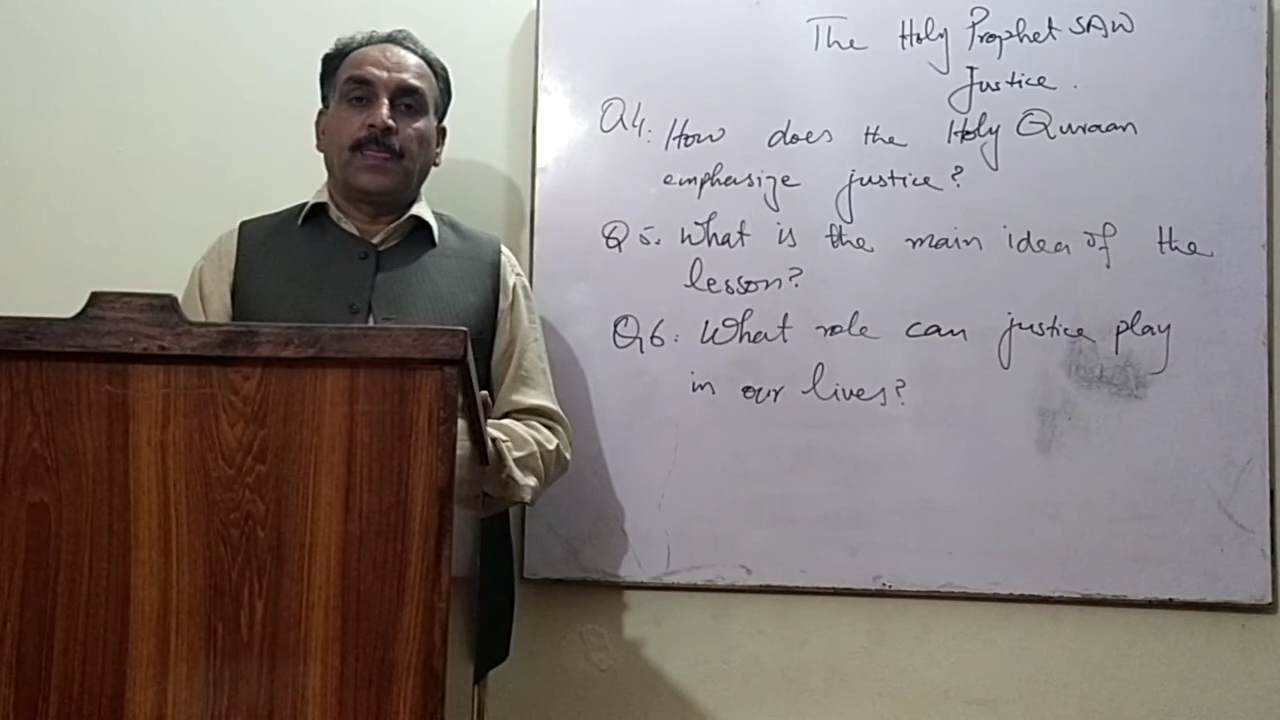 The Holy Prophet SAW
Justice.
Q4. How does the Holy Quraan
emphasize justice?
Q5. What is the main idea of the
lesson?
Q6. What role can justice play
in our lives?